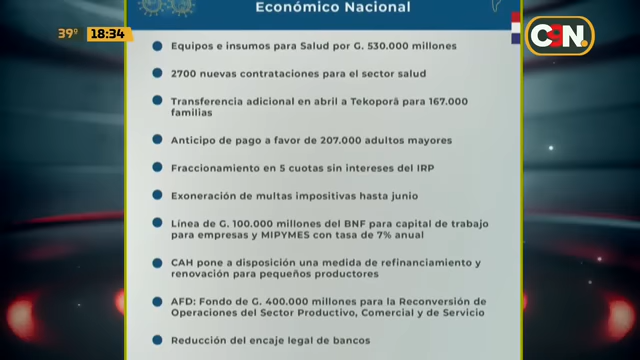 Económico Nacional
39º 18:34
C9N.
Equipos e insumos para Salud por G. 530.000 millones
2700 nuevas contrataciones para el sector salud
Transferencia adicional en abril a Tekoporâ para 167.000
familias
Anticipo de pago a favor de 207.000 adultos mayores
Fraccionamiento en 5 cuotas sin intereses del IRP
Exoneración de multas impositivas hasta junio
Línea de G. 100.000 millones del BNF para capital de trabajo
para empresas y MIPYMES con tasa de 7% anual
CAH pone a disposición una medida de refinanciamiento y
renovación para pequeños productores
AFD: Fondo de G. 400.000 millones para la Reconversión de
Operaciones del Sector Productivo, Comercial y de Servicio
Reducción del encaje legal de bancos